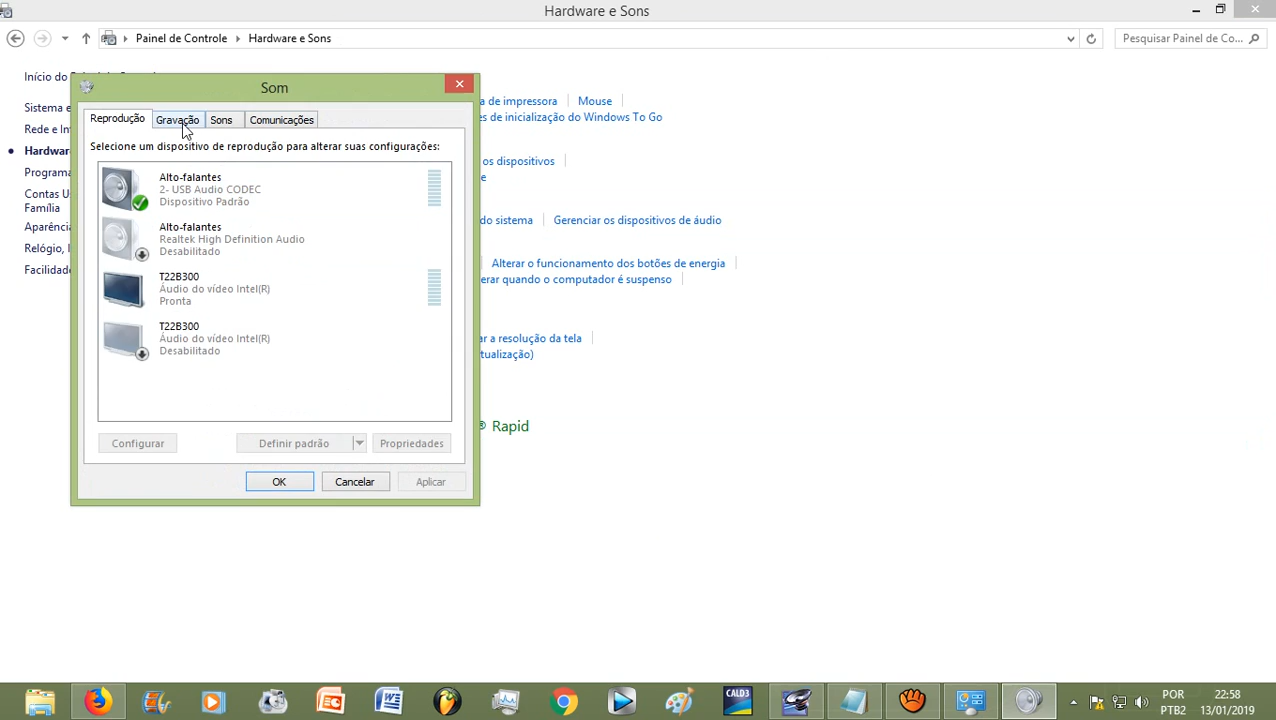 Hardware e Sons
Painel de Controle
Hardware e Sons
Pesquisar Painel de Co...
Início do
Sistema e
Rede e Int
Hardwar
Programa
Contas Us
Família
Aparência
Relógio, I
Facilidade
Som
Reprodução
Gravação
Sons
Comunicações
Selecione um dispositivo de reprodução para alterar suas configurações:
Alto-falantes
2- USB Audio CODEC
Dispositivo Padrão
Alto-falantes
Realtek High Definition Audio
Desabilitado
T22B300
Áudio do vídeo Intel(R)
Pronta
T22B300
Áudio do vídeo Intel(R)
Desabilitado
Configurar
Definir padrão
Propriedades
OK
Cancelar
Aplicar
a de impressora
Mouse
es de inicialização do Windows To Go
os dispositivos
e
do sistema
Gerenciar os dispositivos de áudio
Alterar o funcionamento dos botões de energia
erar quando o computador é suspenso
ar a resolução da tela
tualização)
® Rapid
CALD3
POR
PTB2
22:58
13/01/2019